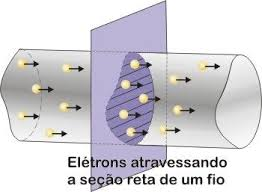 Elétrons atravessando
a seção reta de um fio